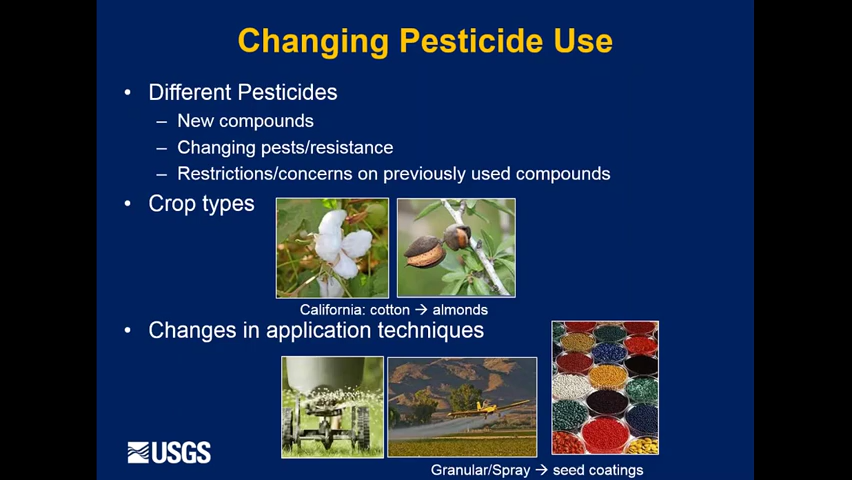 Changing Pesticide Use
• Different Pesticides
– New compounds
– Changing pests/resistance
– Restrictions/concerns on previously used compounds
• Crop types
California: cotton → almonds
• Changes in application techniques
USGS
Granular/Spray → seed coatings